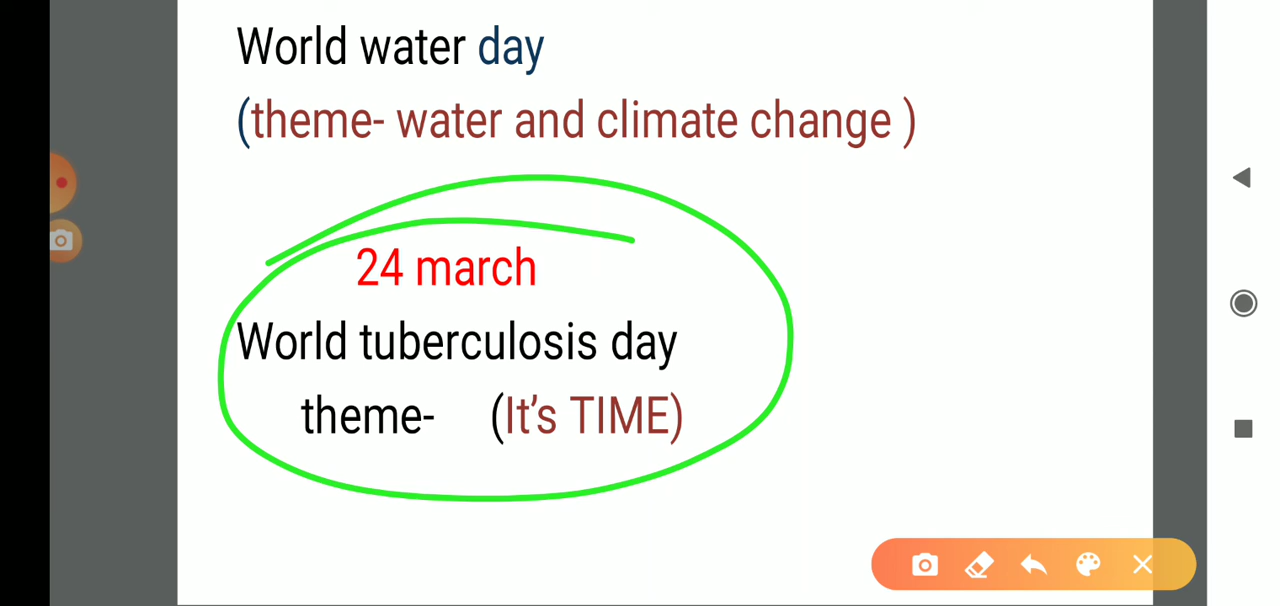 World water day
(theme- water and climate change )
24 march
World tuberculosis day
theme- (It's TIME)